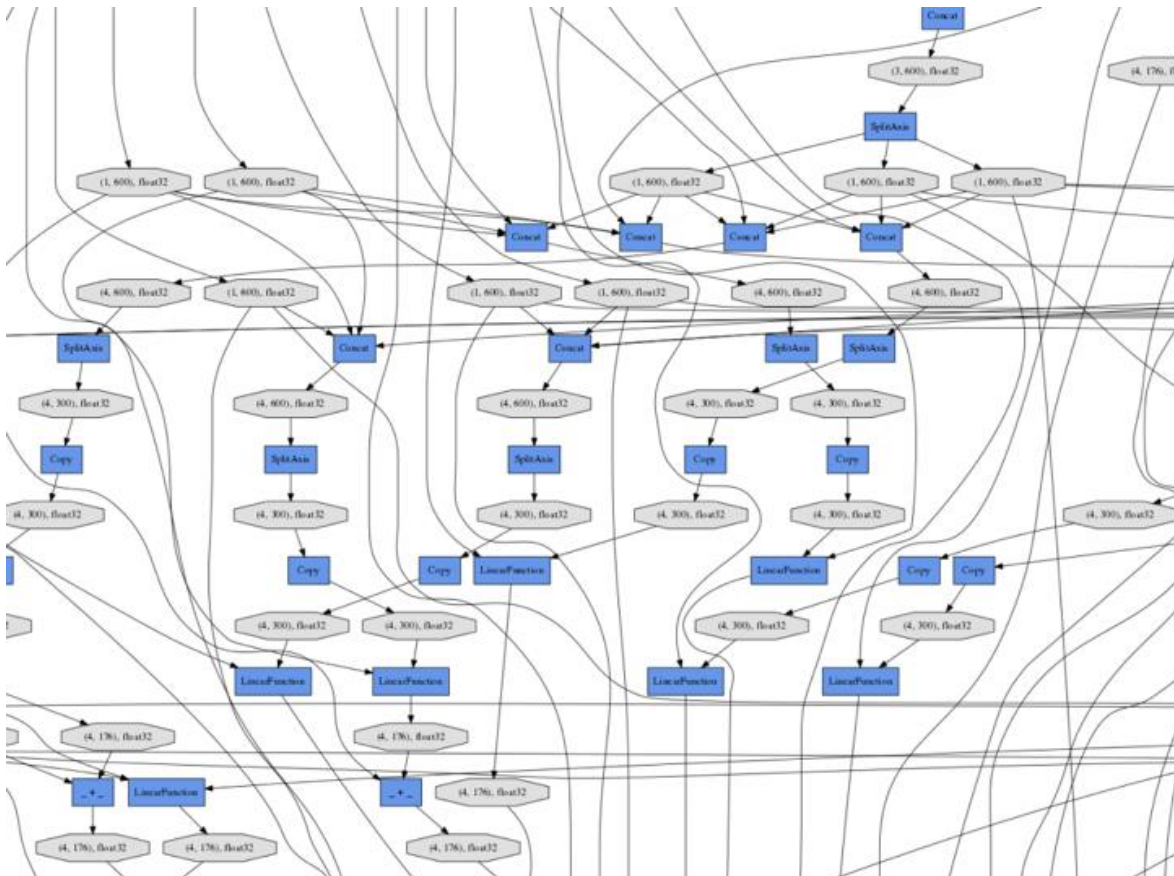 Concat
(3, 600), float32
(4, 176), fl
SplitAxis
(1, 600), float32
(1, 600), float32
(1, 600), float32
(1, 600), float32
(1, 600), float32
Concat
Concat
Concat
Concat
(4, 600), float32
(1, 600), float32
(1, 600), float32
(1, 600), float32
(4, 600), float32
(4, 600), float32
SplitAxis
Concat
Concat
SplitAxis
SplitAxis
(4, 300), float32
(4, 600), float32
(4, 600), float32
(4, 300), float32
(4, 300), float32
Copy
SplitAxis
SplitAxis
Copy
Copy
(4, 300), float32
(4, 300), float32
(4, 300), float32
(4, 300), float32
(4, 300), float32
(4, 300), float32
Copy
Copy
LinearFunction
LinearFunction
Copy
Copy
32
(4, 300), float32
(4, 300), float32
(4, 300), float32
(4, 300), float32
LinearFunction
LinearFunction
LinearFunction
LinearFunction
(4, 176), float32
(4, 176), float32
_ + _
LinearFunction
_ + _
(4, 176), float32
(4, 176), float32
(4, 176), float32
(4, 176), float32